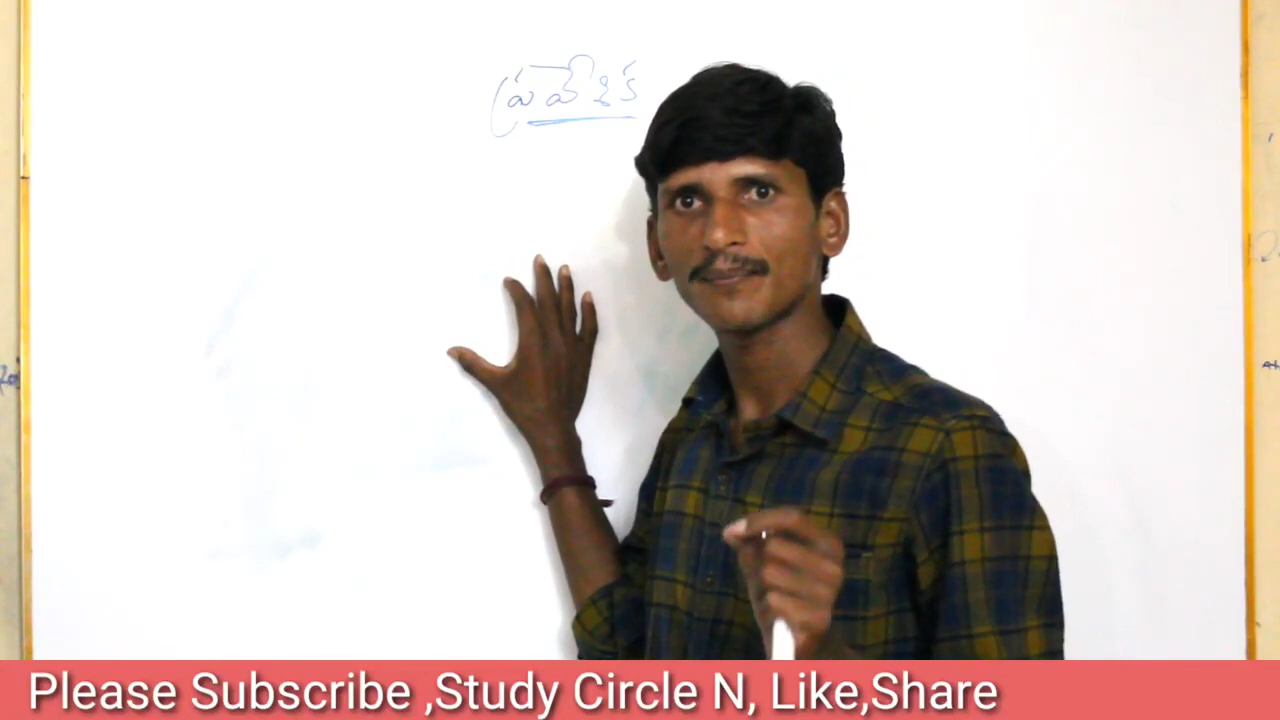 ప్రవేశిక
Please Subscribe ,Study Circle N, Like,Share